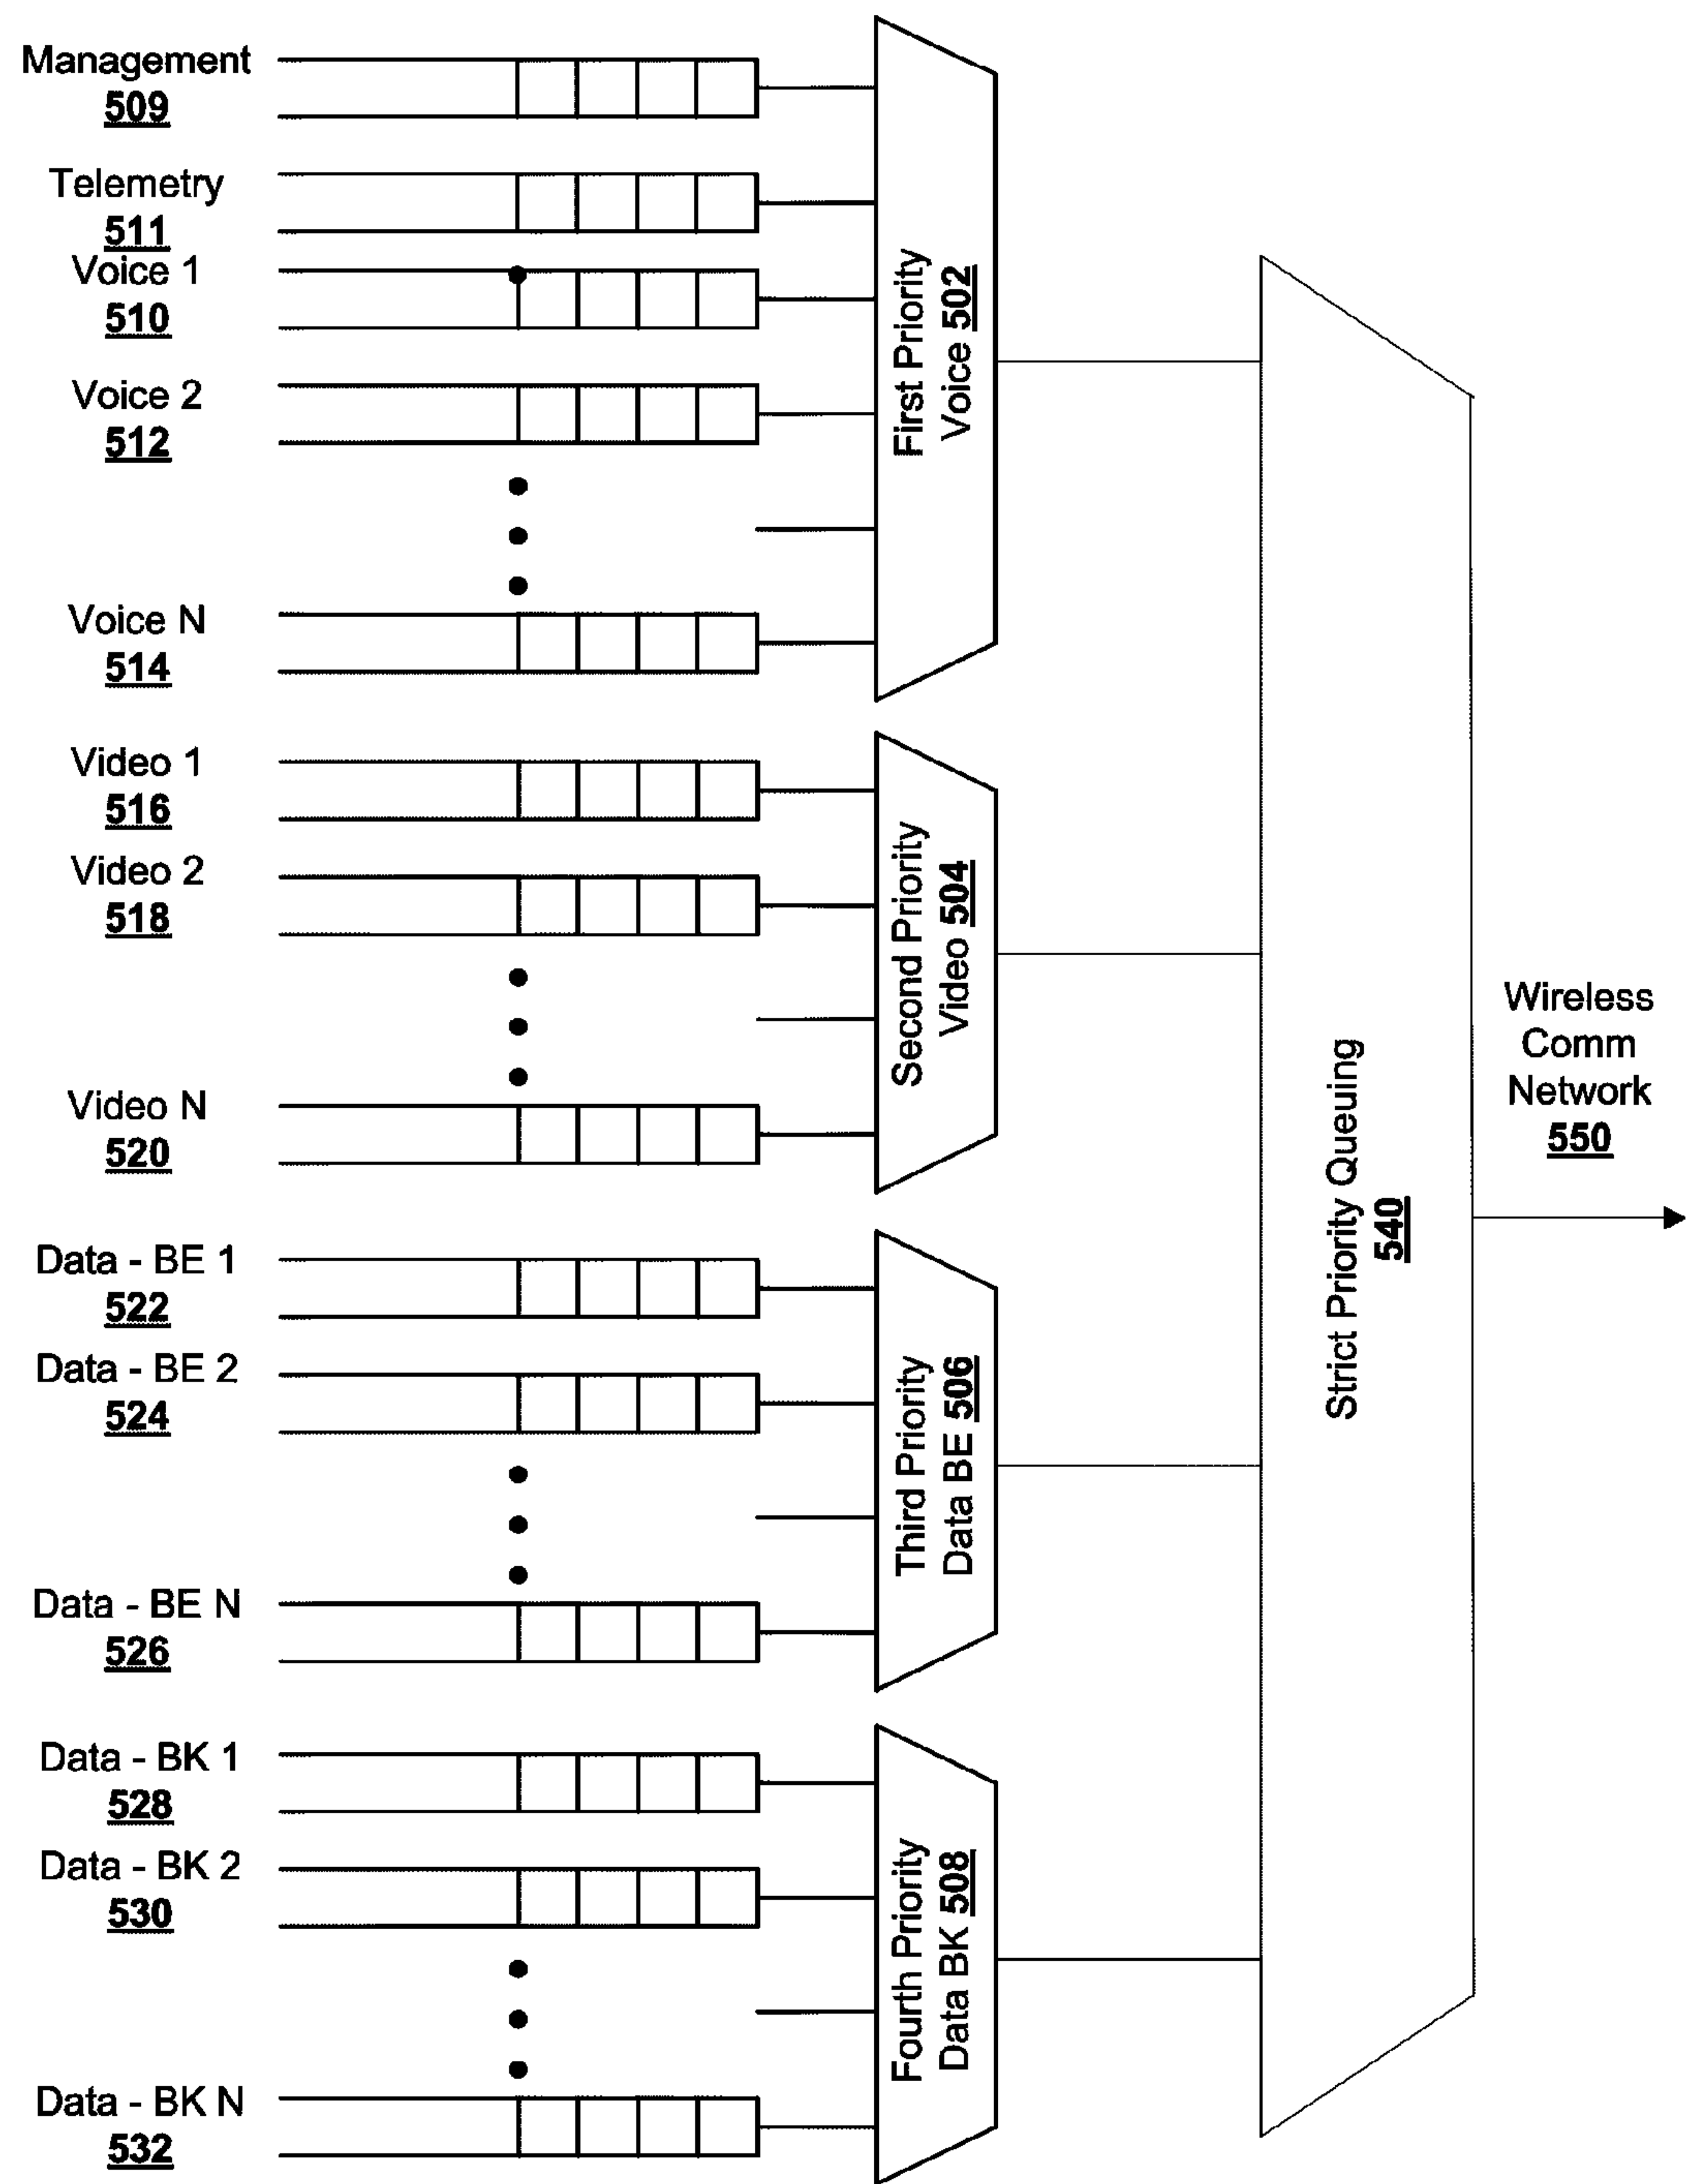 Management
509
Telemetry
511
Voice 1
510
Voice 2
512
Voice N
514
First Priority
Voice 502
Video 1
516
Video 2
518
Video N
520
Second Priority
Video 504
Data - BE 1
522
Data - BE 2
524
Data - BE N
526
Third Priority
Data BE 506
Data - BK 1
528
Data - BK 2
530
Data - BK N
532
Fourth Priority
Data BK 508
Strict Priority Queuing
540
Wireless
Comm
Network
550